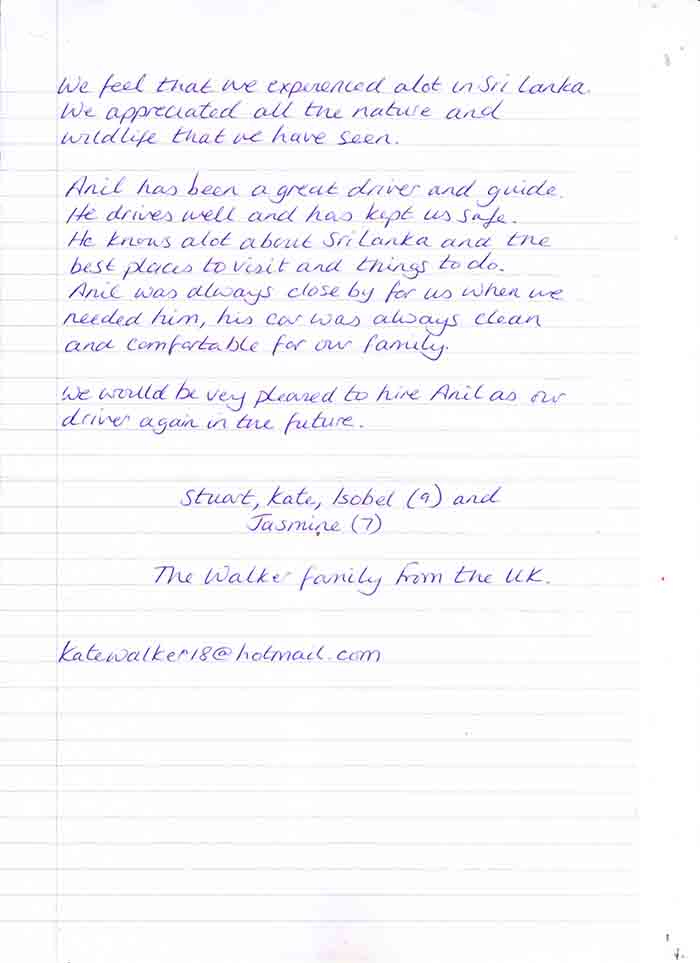 We feel that we experienced alot in Sri Lanka.
We appreciated all the nature and
wildlife that we have seen.
Anil has been a great driver and guide.
He drives well and has kept us safe.
He knows alot about Sri Lanka and the
best places to visit and things to do.
Anil was always close by for us when we
needed him, his car was always clean
and comfortable for our family.
We would be very pleased to hire Anil as our
driver again in the future.
Stuart, Kate, Isobel (9) and
Jasmine (7)
The Walker family from the UK.
katewalker18@hotmail.com